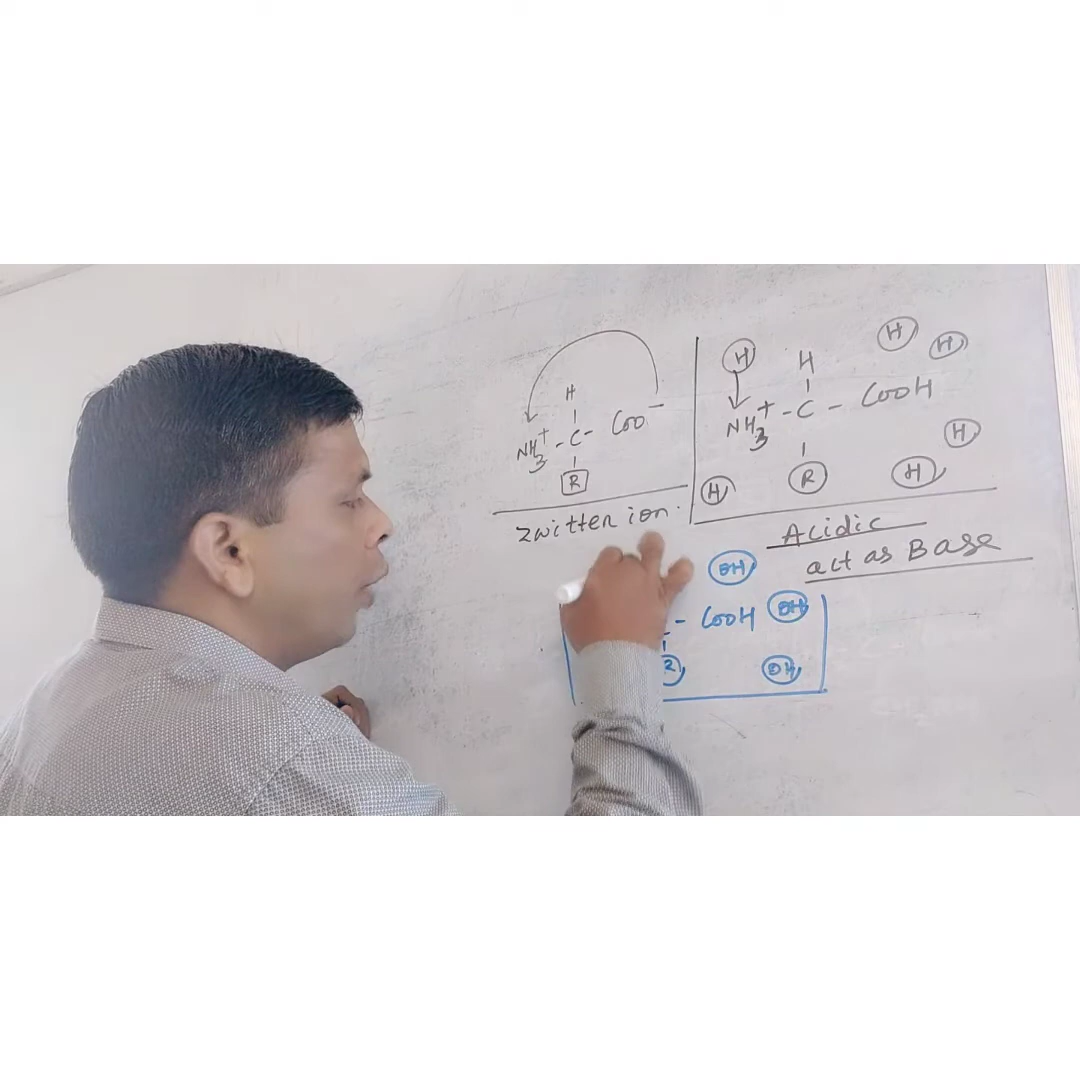 H
NH3+ - C - COO−
R
Zwitter ion.
H H H H
NH3+ - C - COOH
H
H R H
Acidic
act as Base
OH
- COOH OH
R OH